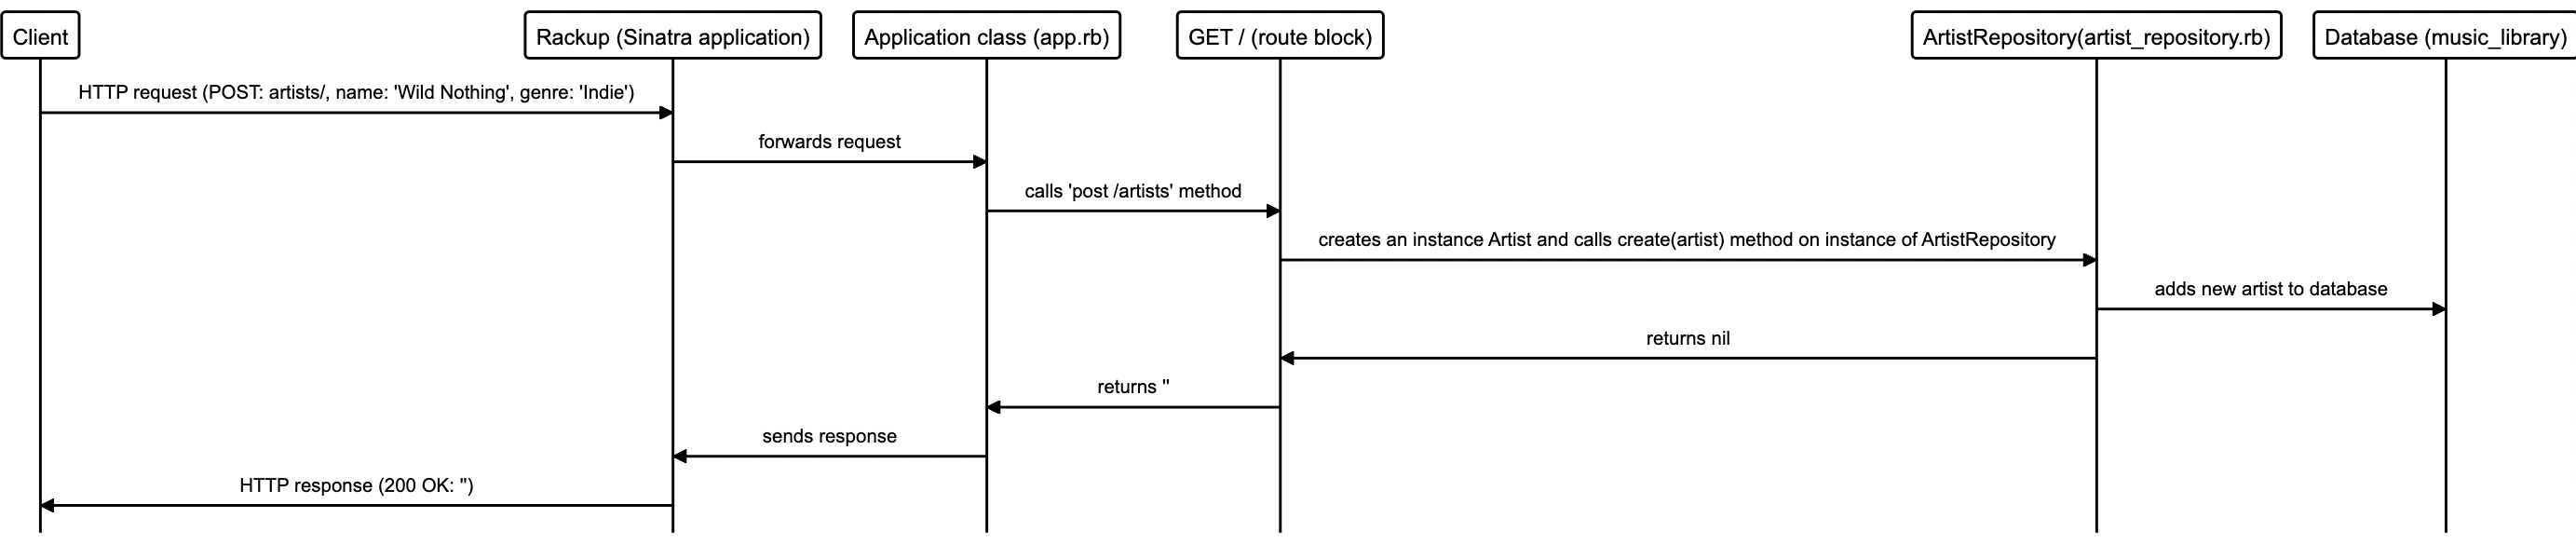 Client
Rackup (Sinatra application)
Application class (app.rb)
GET / (route block)
ArtistRepository(artist_repository.rb)
Database (music_library)
HTTP request (POST: artists/, name: 'Wild Nothing', genre: 'Indie')
forwards request
calls 'post /artists' method
creates an instance Artist and calls create(artist) method on instance of ArtistRepository
adds new artist to database
returns nil
returns ''
sends response
HTTP response (200 OK: '')